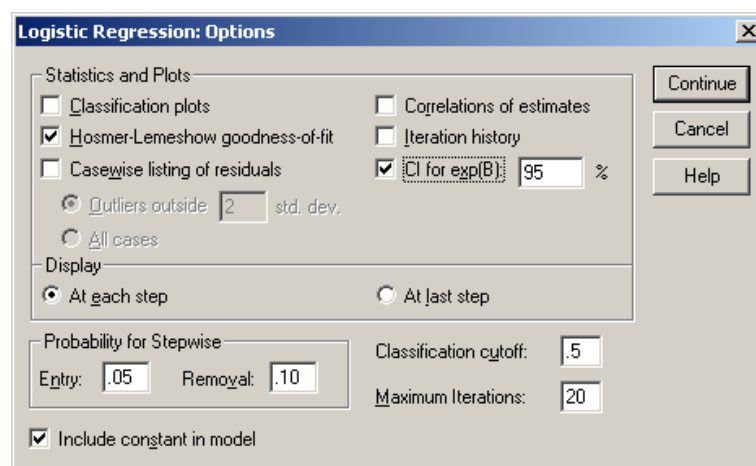 Logistic Regression: Options
Statistics and Plots
Classification plots
Correlations of estimates
Hosmer-Lemeshow goodness-of-fit
Iteration history
Casewise listing of residuals
CI for exp(B): 95 %
Outliers outside 2 std. dev.
All cases
Display
At each step
At last step
Probability for Stepwise
Entry: .05 Removal: .10
Classification cutoff: .5
Maximum Iterations: 20
Include constant in model
Continue
Cancel
Help